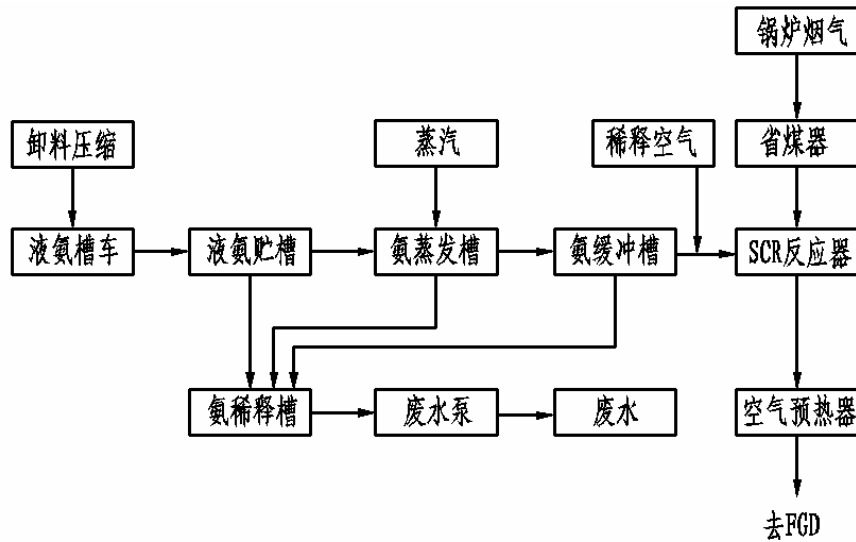 锅炉烟气
卸料压缩
蒸汽
稀释空气
省煤器
液氨槽车
液氨贮槽
氨蒸发槽
氨缓冲槽
SCR反应器
氨稀释槽
废水泵
废水
空气预热器
去FGD